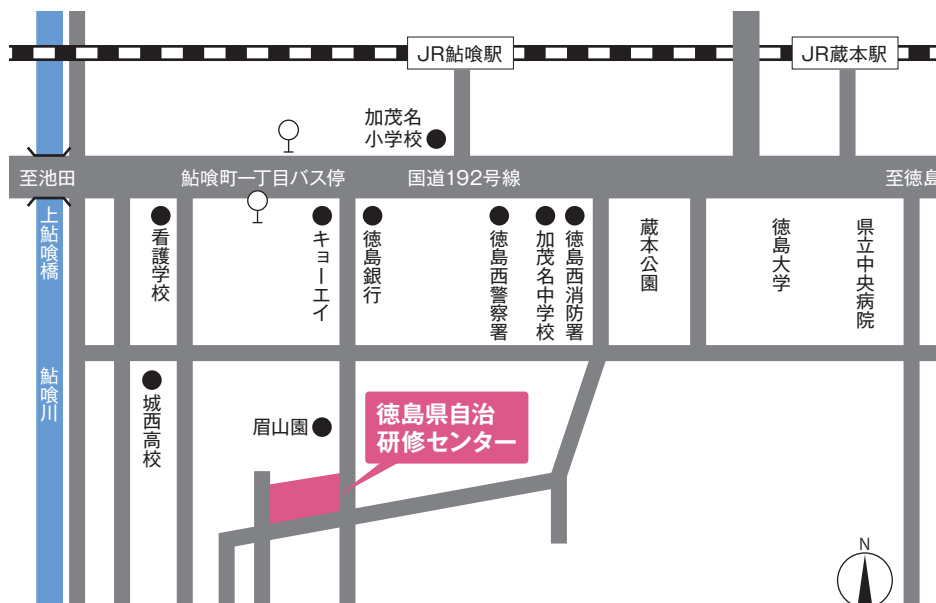 JR鮎喰駅
JR蔵本駅
加茂名
小学校
至池田
鮎喰町一丁目バス停
国道192号線
至徳島
上鮎喰橋
看護学校
キョーエイ
徳島銀行
徳島西警察署
加茂名中学校
徳島西消防署
蔵本公園
徳島大学
県立中央病院
鮎喰川
城西高校
眉山園
徳島県自治
研修センター
N